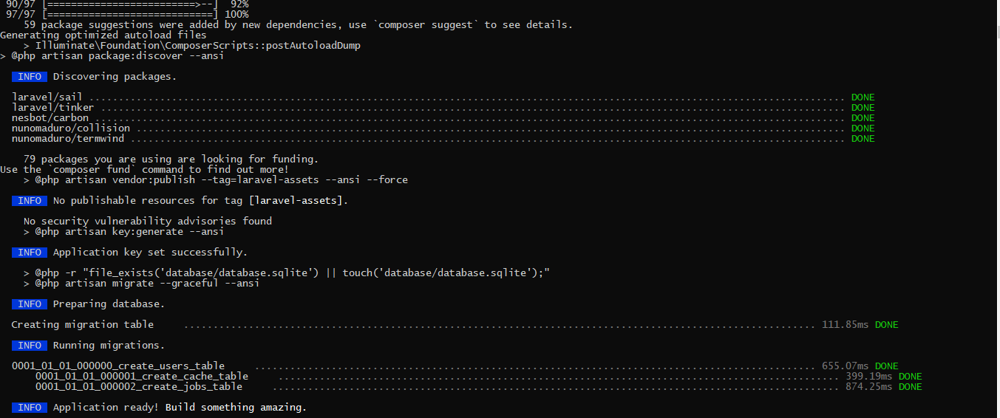 90/97 [=========================>--]  92%
97/97 [============================] 100%
59 package suggestions were added by new dependencies, use `composer suggest` to see details.
Generating optimized autoload files
> Illuminate\Foundation\ComposerScripts::postAutoloadDump
> @php artisan package:discover --ansi
INFO Discovering packages.
laravel/sail ................................................................................................................................ DONE
laravel/tinker .............................................................................................................................. DONE
nesbot/carbon ............................................................................................................................... DONE
nunomaduro/collision ........................................................................................................................ DONE
nunomaduro/termwind ......................................................................................................................... DONE
79 packages you are using are looking for funding.
Use the `composer fund` command to find out more!
> @php artisan vendor:publish --tag=laravel-assets --ansi --force
INFO No publishable resources for tag [laravel-assets].
No security vulnerability advisories found
> @php artisan key:generate --ansi
INFO Application key set successfully.
> @php -r "file_exists('database/database.sqlite') || touch('database/database.sqlite');"
> @php artisan migrate --graceful --ansi
INFO Preparing database.
Creating migration table ........................................................................................................... 111.85ms DONE
INFO Running migrations.
0001_01_01_000000_create_users_table ............................................................................................... 655.07ms DONE
0001_01_01_000001_create_cache_table ............................................................................................... 399.19ms DONE
0001_01_01_000002_create_jobs_table ................................................................................................ 874.25ms DONE
INFO Application ready! Build something amazing.